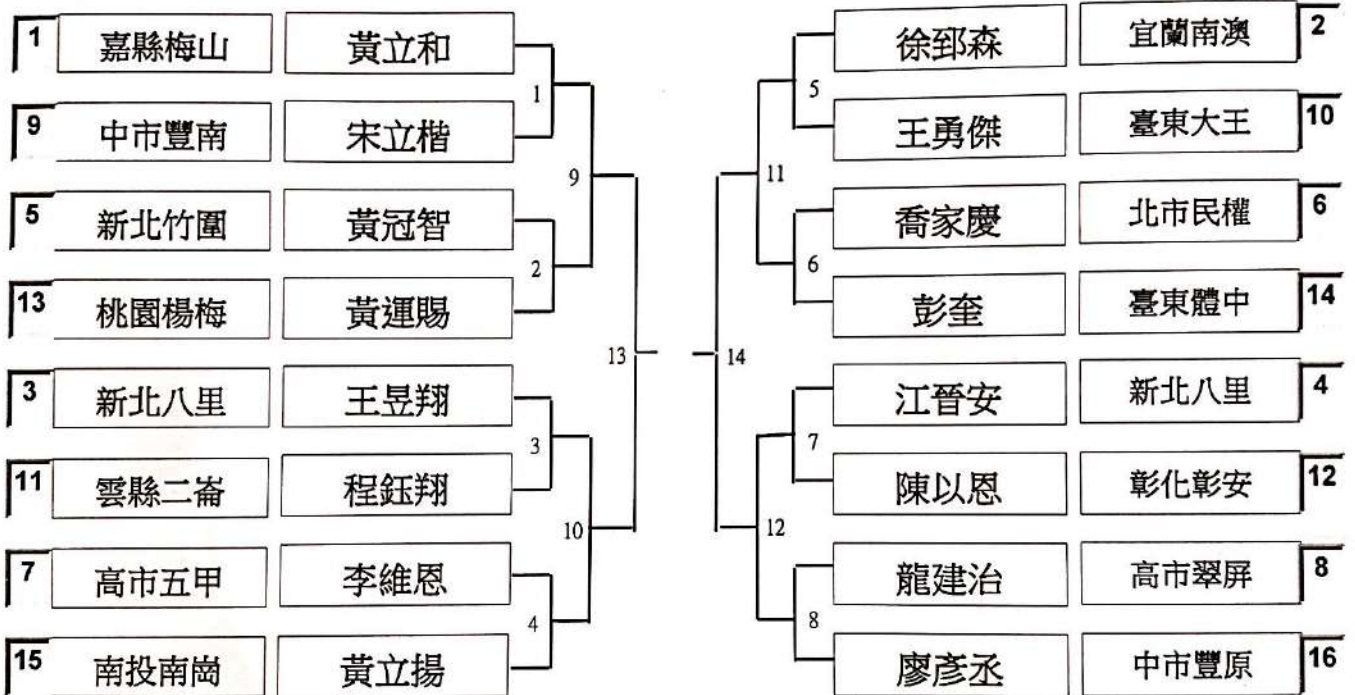 1 嘉縣梅山 黃立和 徐郅森 宜蘭南澳 2
1 5
9 中市豐南 宋立楷 王勇傑 臺東大王 10
9 11
5 新北竹圍 黃冠智 喬家慶 北市民權 6
2 6
13 桃園楊梅 黃運賜 彭奎 臺東體中 14
13 14
3 新北八里 王昱翔 江晉安 新北八里 4
3 7
11 雲縣二崙 程鈺翔 陳以恩 彰化彰安 12
10 12
7 高市五甲 李維恩 龍建治 高市翠屏 8
4 8
15 南投南崗 黃立揚 廖彥丞 中市豐原 16